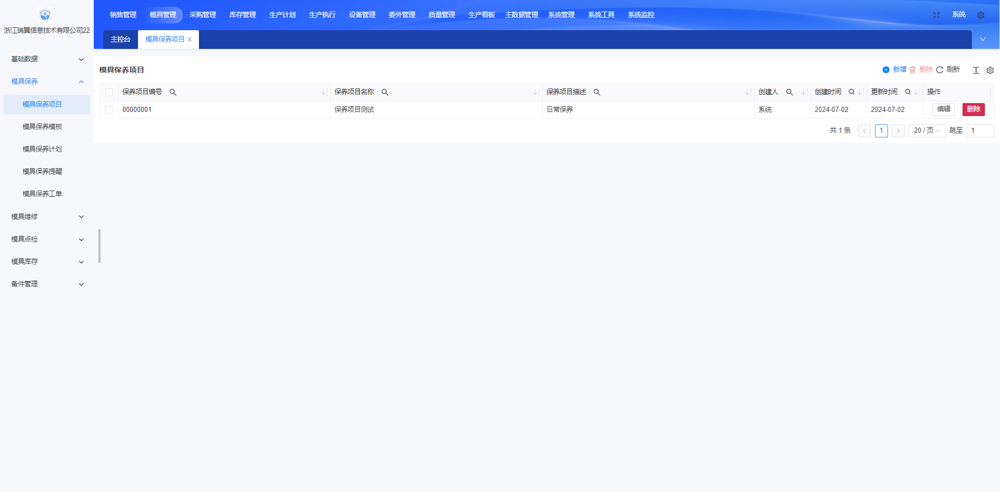 浙江瑞翼信息技术有限公司22
销售管理 模具管理 采购管理 库存管理 生产计划 生产执行 设备管理 委外管理 质量管理 生产看板 主数据管理 系统管理 系统工具 系统监控 系统
主控台 模具保养项目 X
基础数据
模具保养
模具保养项目
模具保养模板
模具保养计划
模具保养提醒
模具保养工单
模具维修
模具点检
模具库存
备件管理
模具保养项目 新增 删除 刷新
保养项目编号 保养项目名称 保养项目描述 创建人 创建时间 更新时间 操作
00000001 保养项目测试 日常保养 系统 2024-07-02 2024-07-02 编辑 删除
共 1 条 1 20 / 页 跳至 1